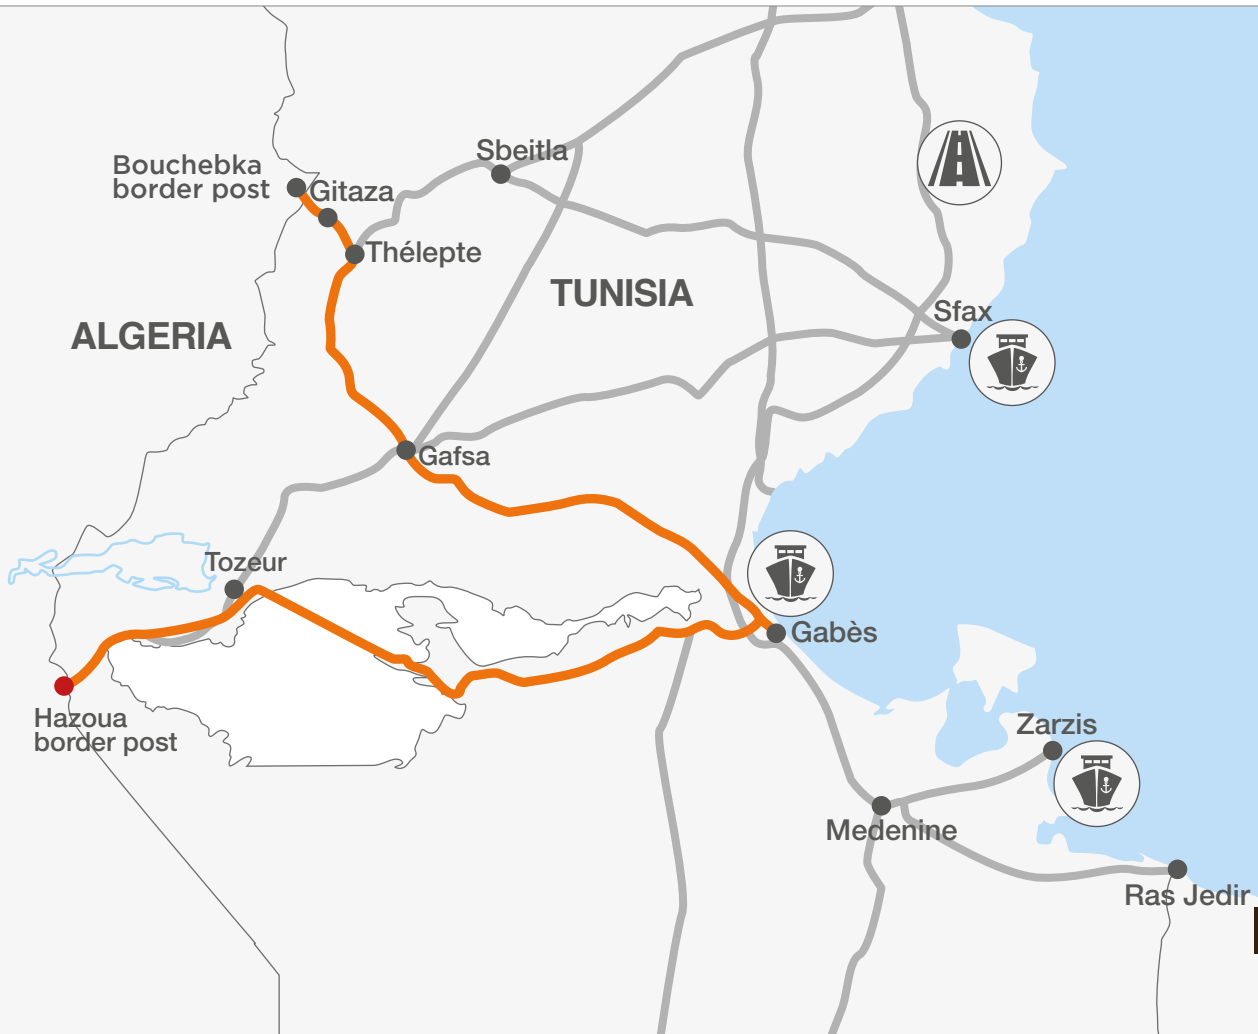 Sbeitla
Bouchebka
border post
Gitaza
Thélepte
TUNISIA
ALGERIA
Sfax
Gafsa
Tozeur
Gabès
Hazoua
border post
Zarzis
Medenine
Ras Jedir